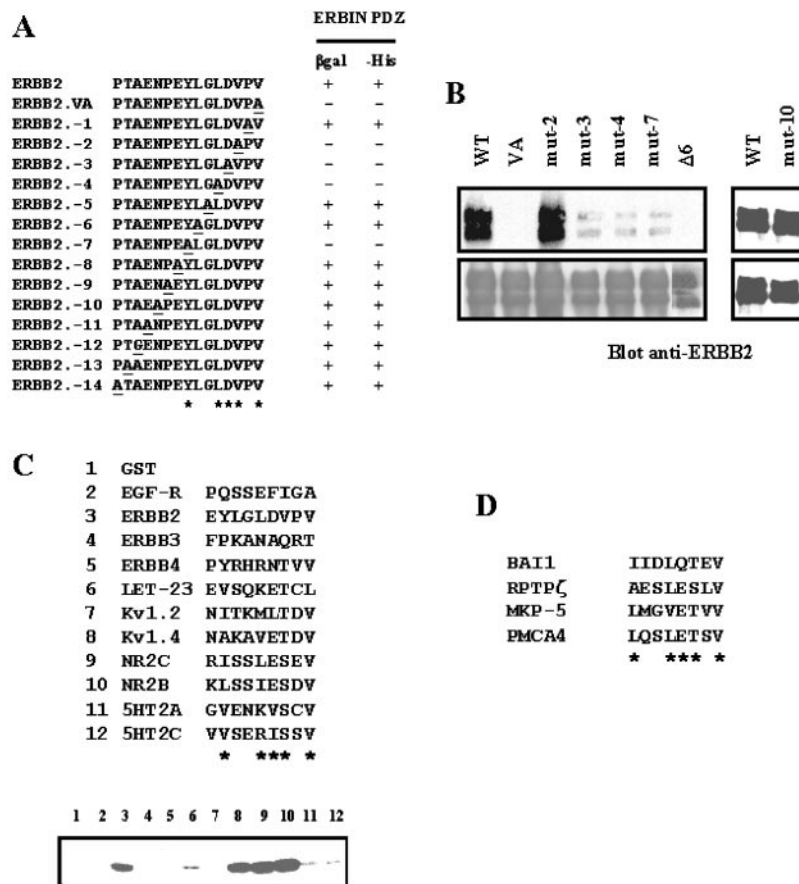 A
ERBIN PDZ
βgal -His
ERBB2 PTAENPEYLGLDVPV + +
ERBB2.VA PTAENPEYLGLDVPA - -
ERBB2.-1 PTAENPEYLGLDVAV + +
ERBB2.-2 PTAENPEYLGLDAPV - -
ERBB2.-3 PTAENPEYLGLAVPV - -
ERBB2.-4 PTAENPEYLGADVPV - -
ERBB2.-5 PTAENPEYLALDVPV + +
ERBB2.-6 PTAENPEYAGLDVPV + +
ERBB2.-7 PTAENPEALGLDVPV - -
ERBB2.-8 PTAENPAYLGLDVPV + +
ERBB2.-9 PTAENAEYLGLDVPV + +
ERBB2.-10 PTAEAPEYLGLDVPV + +
ERBB2.-11 PTAANPEYLGLDVPV + +
ERBB2.-12 PTGENPEYLGLDVPV + +
ERBB2.-13 PAAENPEYLGLDVPV + +
ERBB2.-14 ATAENPEYLGLDVPV + +
* *** *
B
WT VA mut-2 mut-3 mut-4 mut-7 Δ6 WT mut-10
Blot anti-ERBB2
C
1 GST
2 EGF-R PQSSEFIGA
3 ERBB2 EYLGLDVPV
4 ERBB3 FPKANAQRT
5 ERBB4 PYRHRNTVV
6 LET-23 EVSQKETCL
7 Kv1.2 NITKMLTDV
8 Kv1.4 NAKAVETDV
9 NR2C RISSLESEV
10 NR2B KLSSIESDV
11 5HT2A GVENKVSCV
12 5HT2C VVSERISSV
* *** *
1 2 3 4 5 6 7 8 9 10 11 12
D
BAI1 IIDLQTEV
RPTPζ AESLESLV
MKP-5 LMGVETVV
PMCA4 LQSLETSV
* *** *